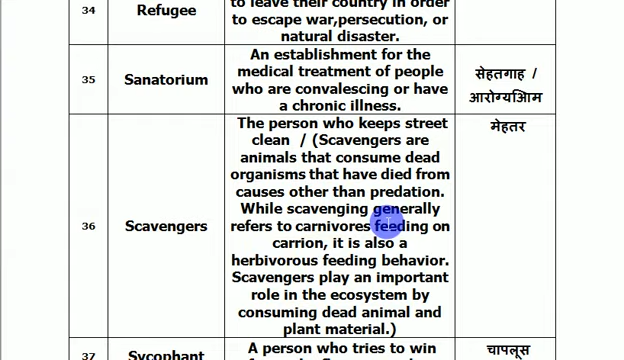 34
Refugee
to leave their country in order
to escape war,persecution, or
natural disaster.
35
Sanatorium
An establishment for the
medical treatment of people
who are convalescing or have
a chronic illness.
सेहतगाह /
आरोग्यआिम
36
Scavengers
The person who keeps street
clean / (Scavengers are
animals that consume dead
organisms that have died from
causes other than predation.
While scavenging generally
refers to carnivores feeding on
carrion, it is also a
herbivorous feeding behavior.
Scavengers play an important
role in the ecosystem by
consuming dead animal and
plant material.)
मेहतर
37
Sycophant
A person who tries to win
चापलूस